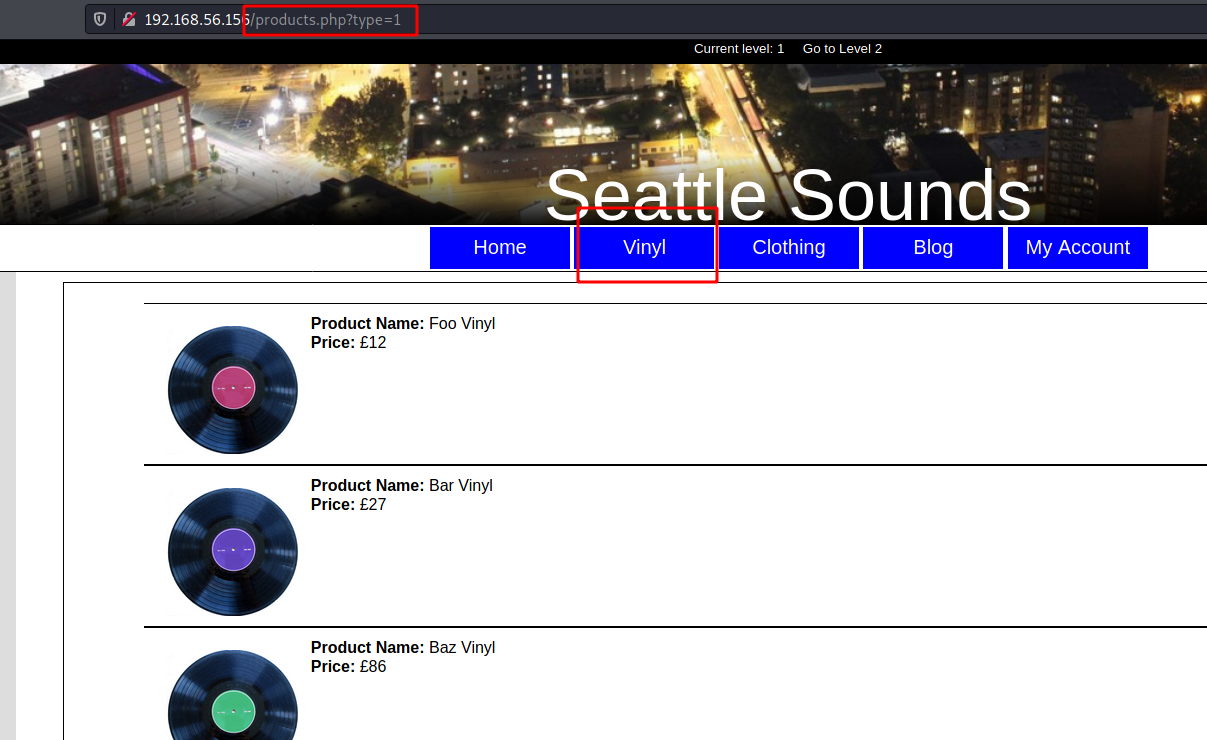 192.168.56.156/products.php?type=1
Current level: 1 Go to Level 2
Seattle Sounds
Home Vinyl Clothing Blog My Account
Product Name: Foo Vinyl
Price: £12
Product Name: Bar Vinyl
Price: £27
Product Name: Baz Vinyl
Price: £86